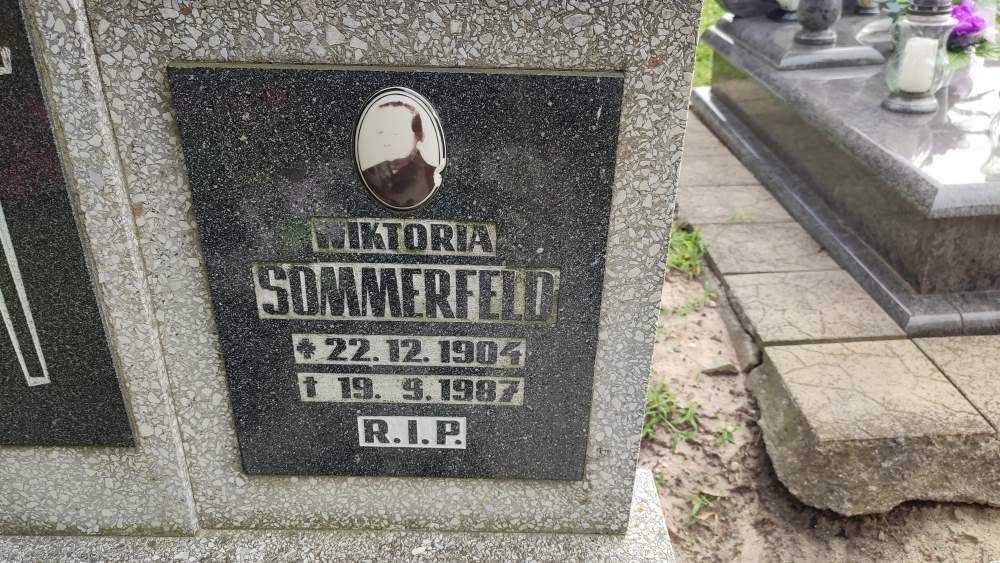 WIKTORIA
SOMMERFELD
* 22. 12. 1904
† 19. 9. 1987
R.I.P.